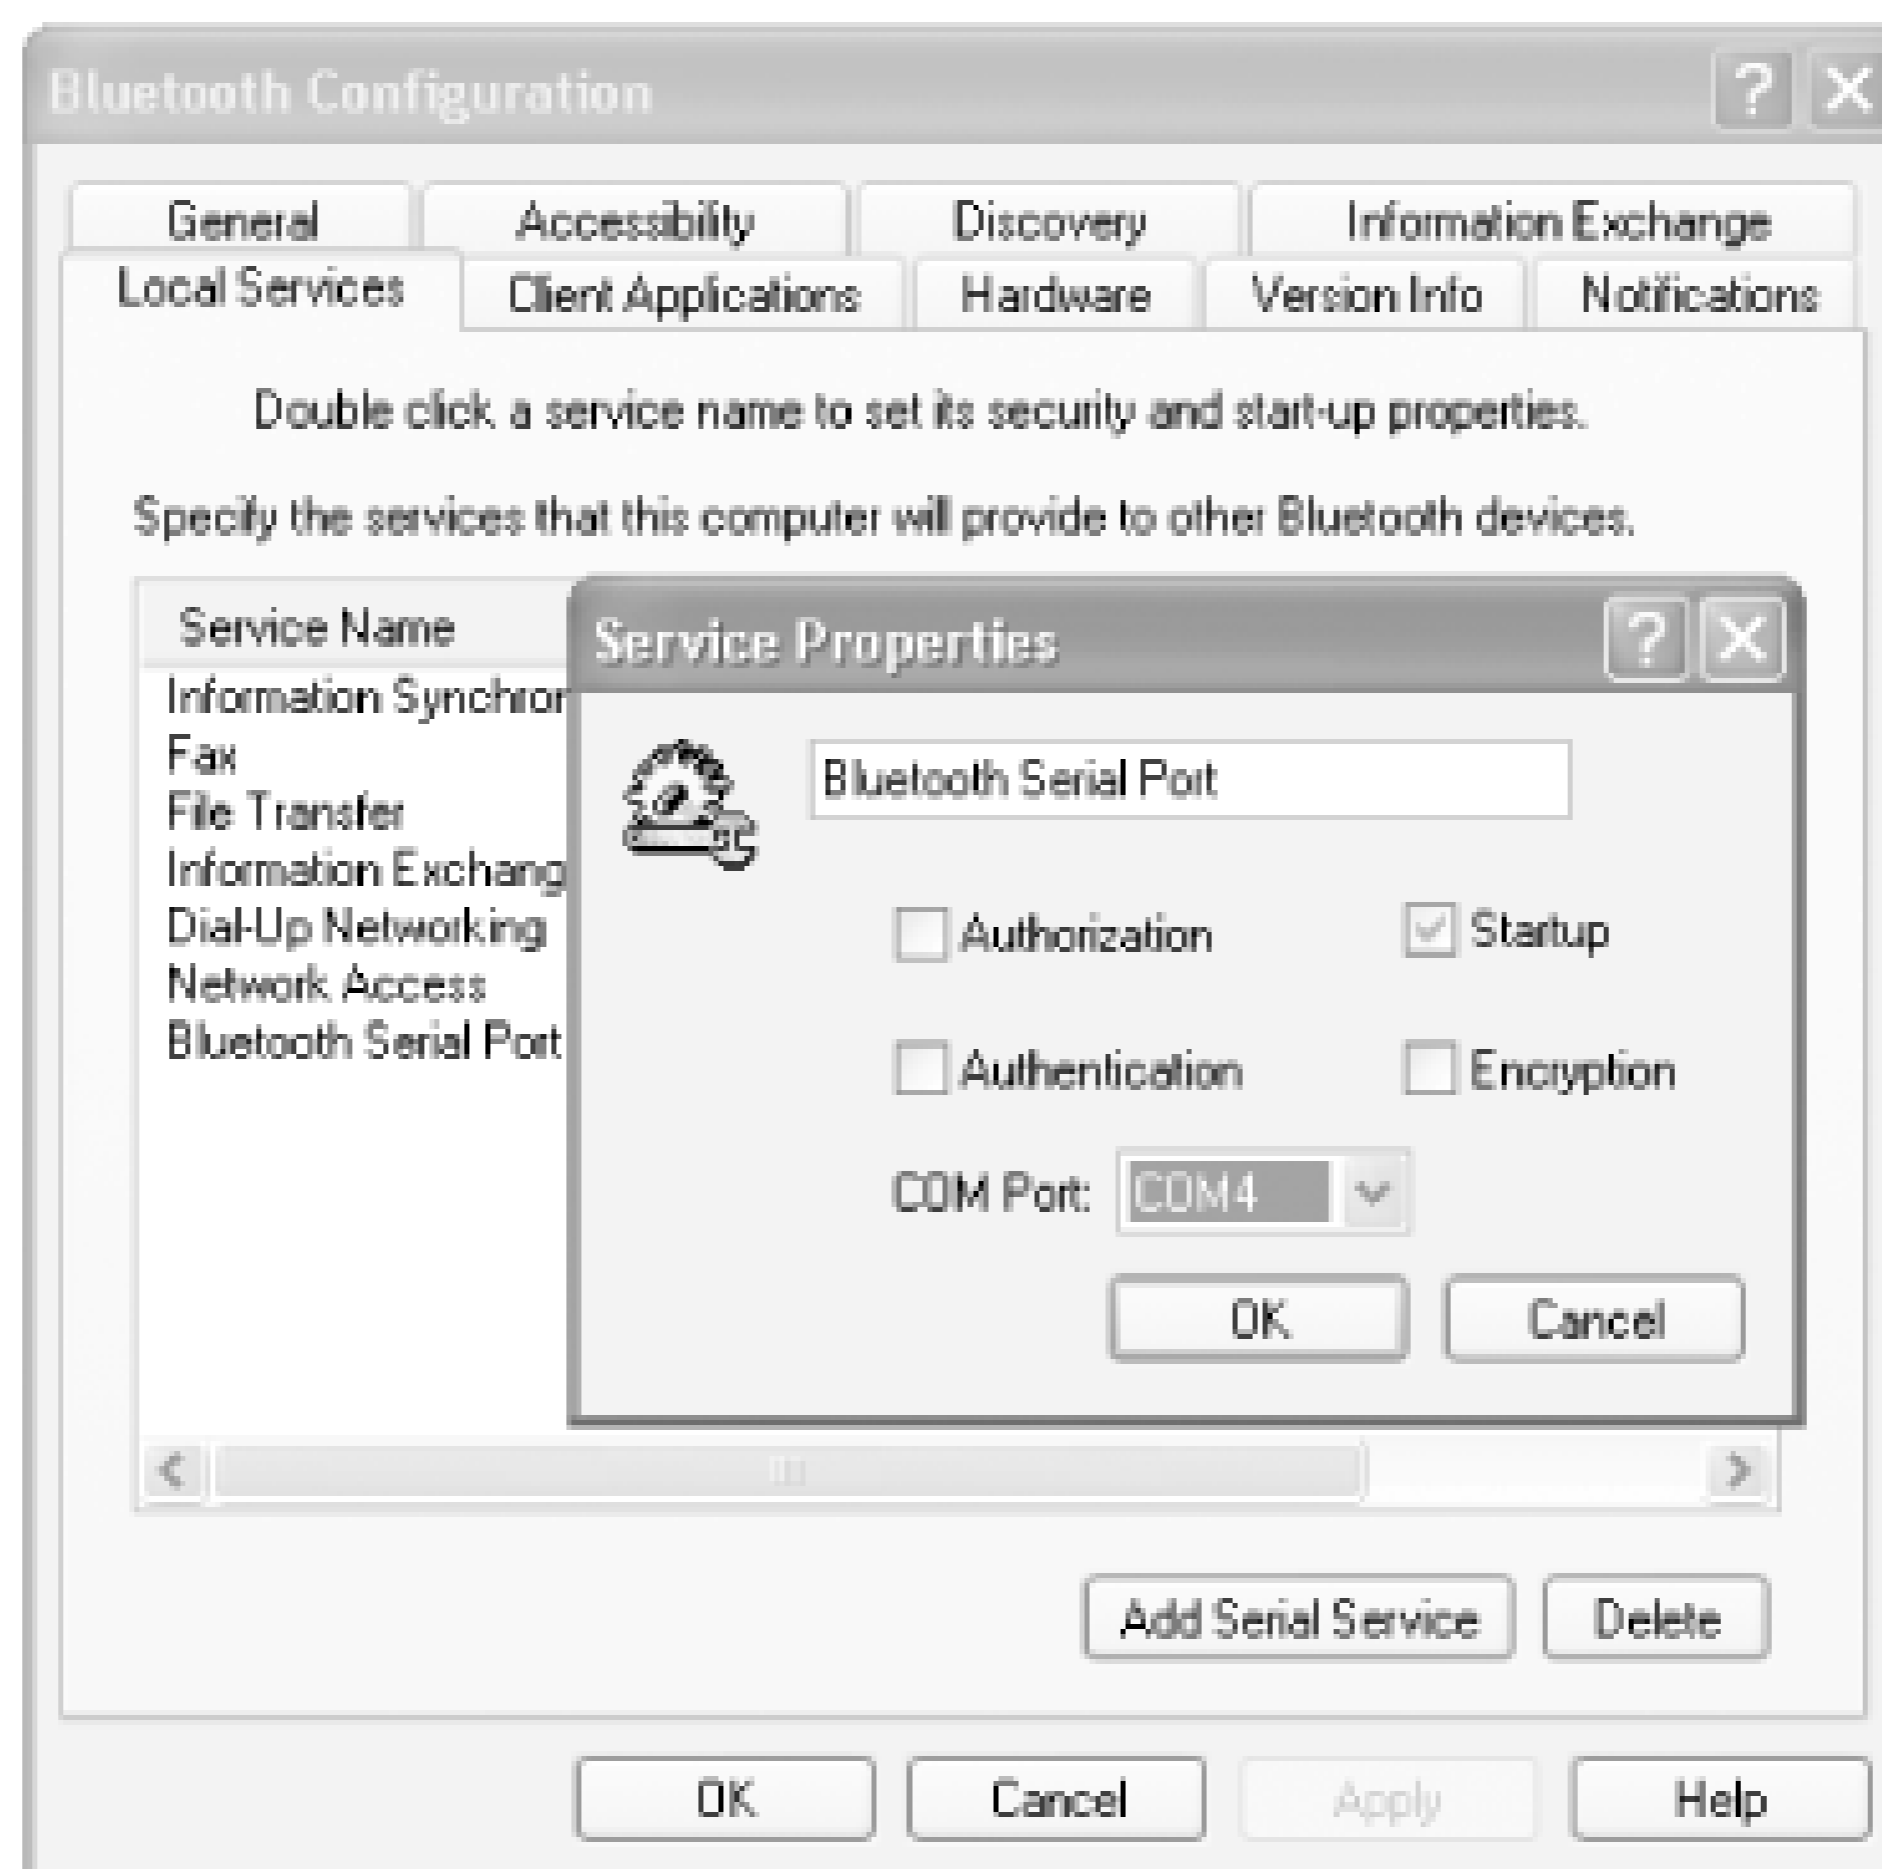 Bluetooth Configuration
General Accessibility Discovery Information Exchange
Local Services Client Applications Hardware Version Info Notifications
Double click a service name to set its security and start-up properties.
Specify the services that this computer will provide to other Bluetooth devices.
Service Name
Information Synchron
Fax
File Transfer
Information Exchang
Dial-Up Networking
Network Access
Bluetooth Serial Port
Service Properties
Bluetooth Serial Port
Authorization Startup
Authentication Encryption
COM Port: COM4
OK Cancel
Add Serial Service Delete
OK Cancel Apply Help